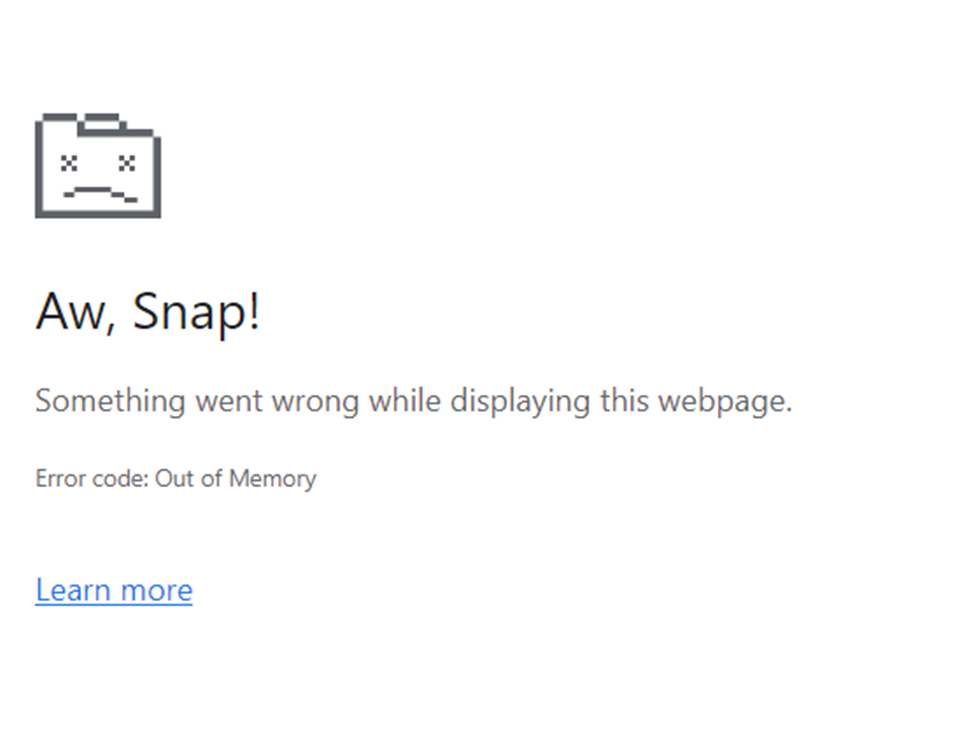 Aw, Snap!
Something went wrong while displaying this webpage.
Error code: Out of Memory
Learn more